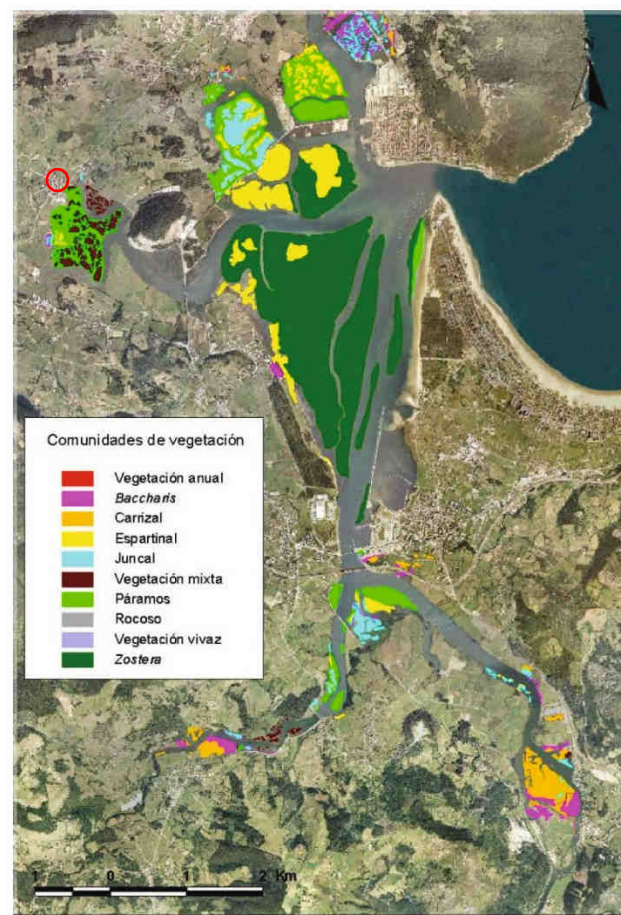 Comunidades de vegetación
Vegetación anual
Baccharis
Carrizal
Espartinal
Juncal
Vegetación mixta
Páramos
Rocoso
Vegetación vivaz
Zostera
1 0 1 2 Km